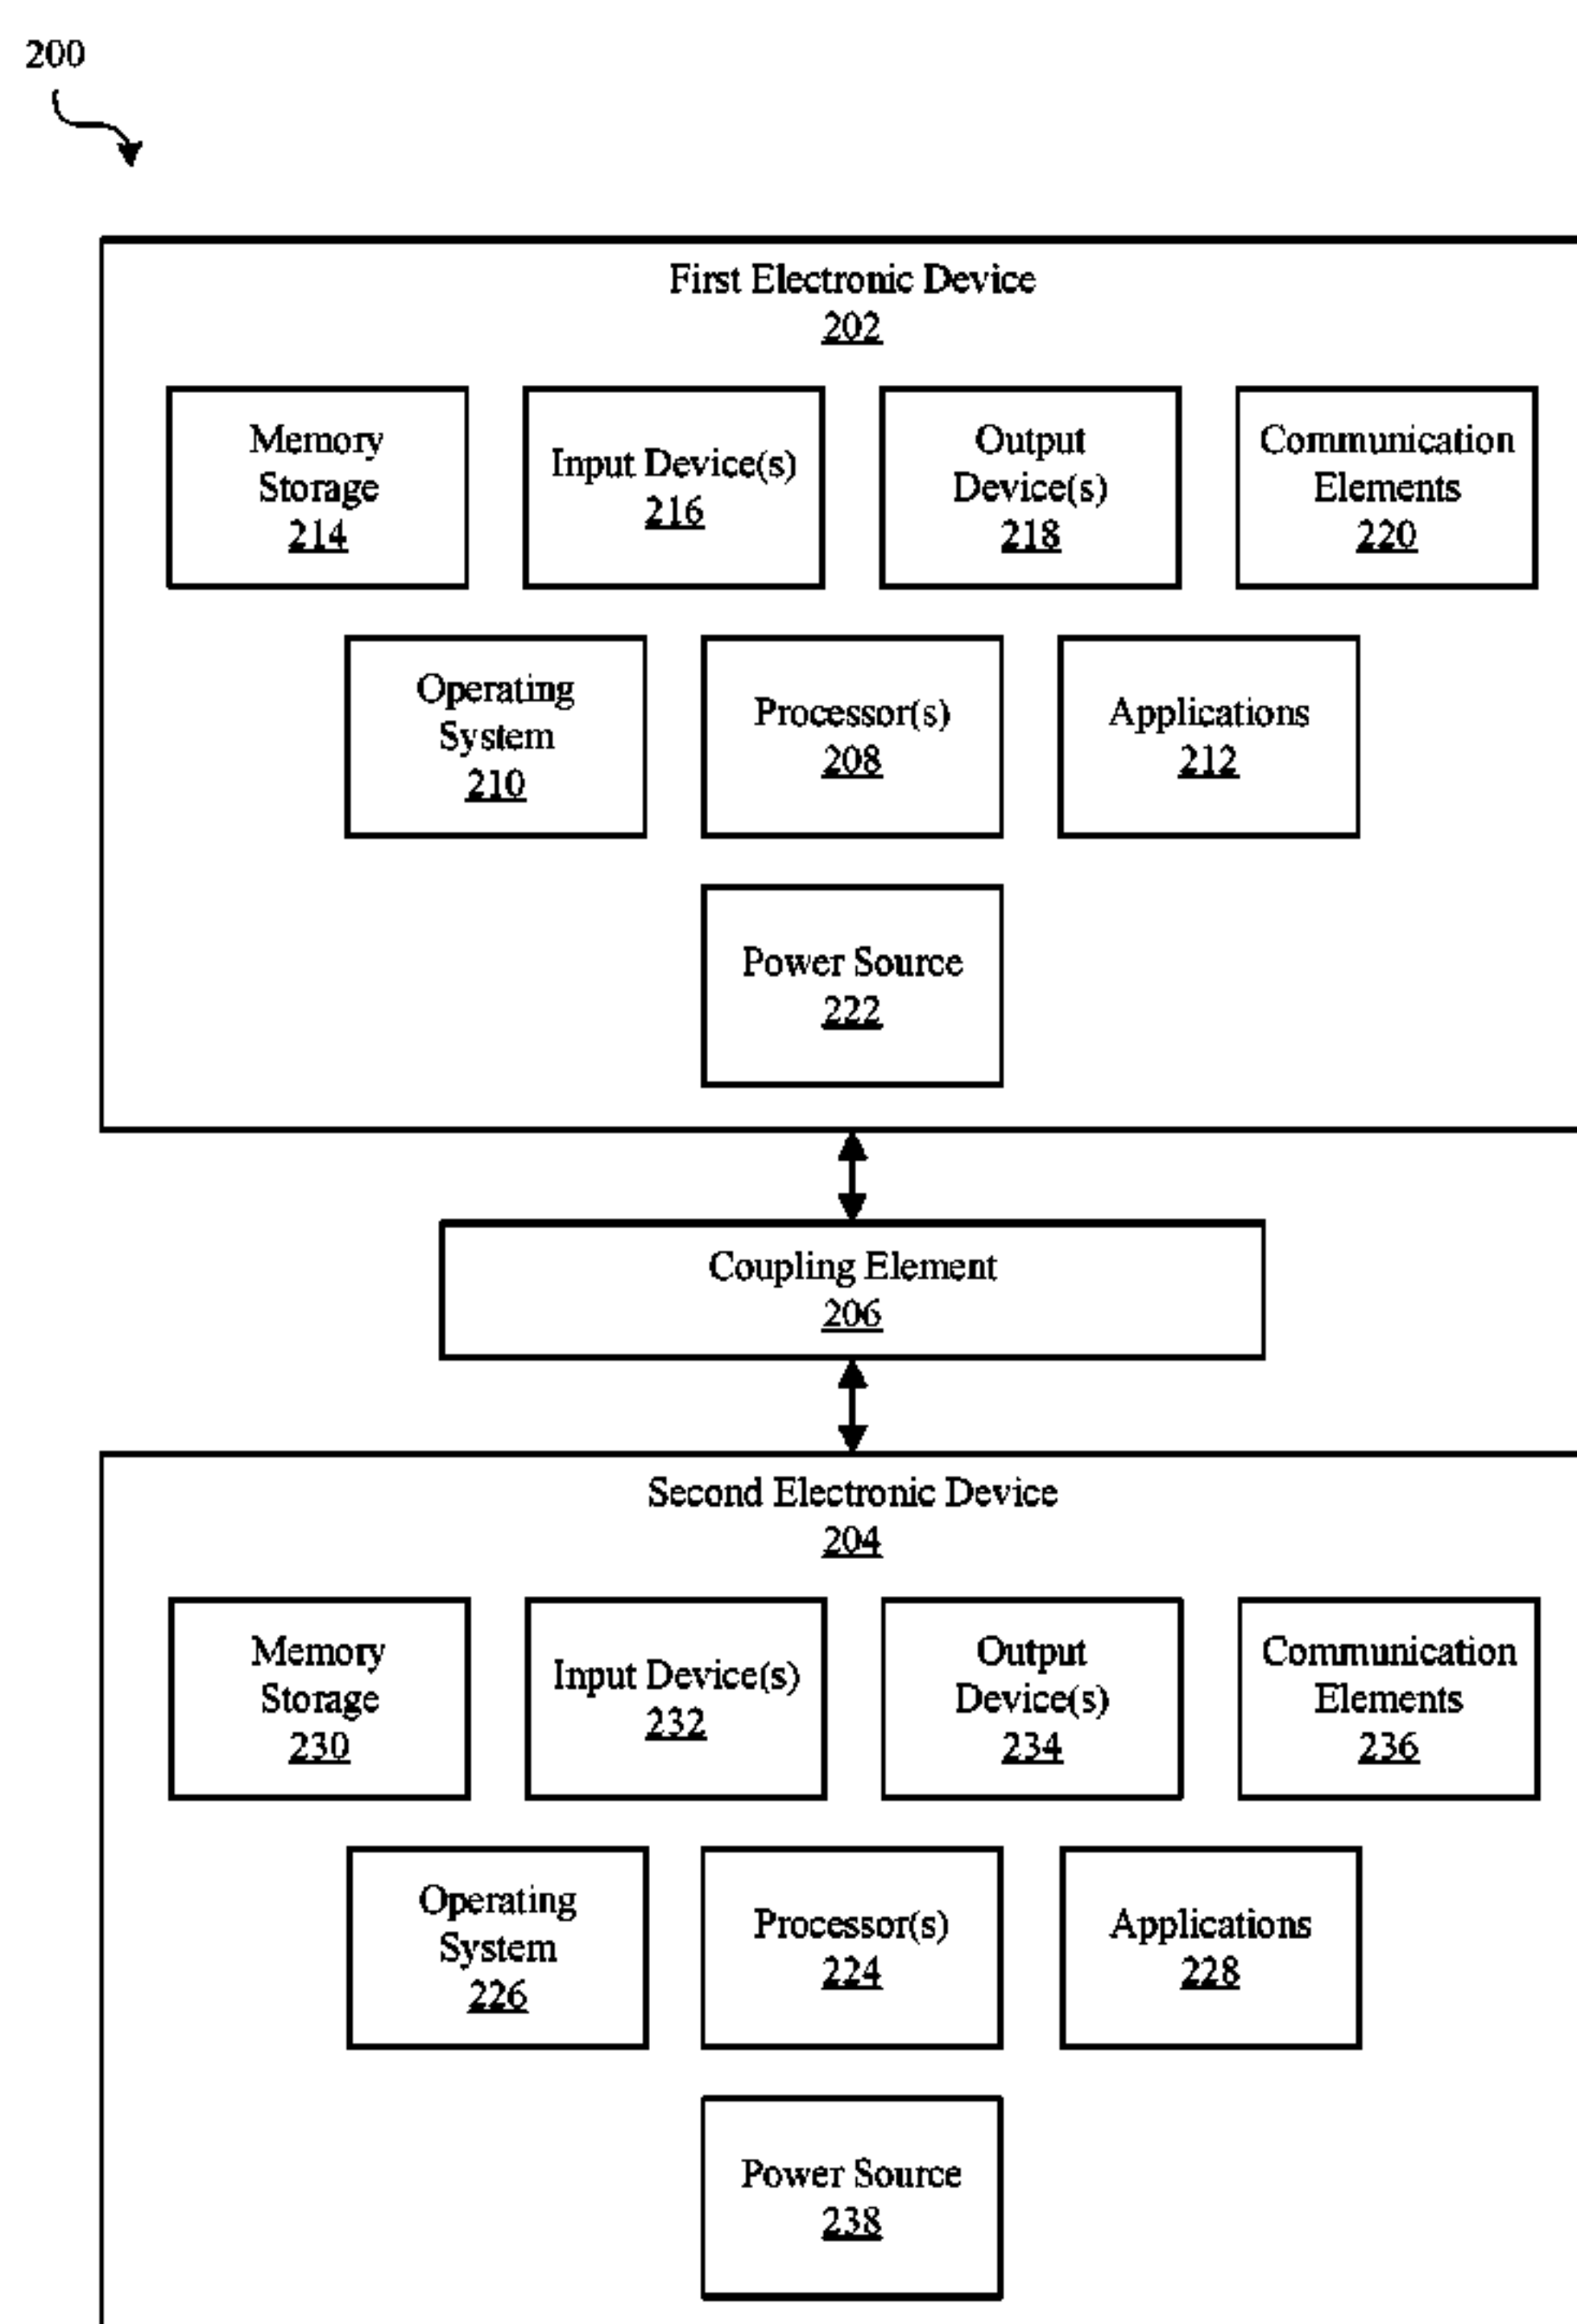 200
First Electronic Device
202
Memory
Storage
214
Input Device(s)
216
Output
Device(s)
218
Communication
Elements
220
Operating
System
210
Processor(s)
208
Applications
212
Power Source
222
Coupling Element
206
Second Electronic Device
204
Memory
Storage
230
Input Device(s)
232
Output
Device(s)
234
Communication
Elements
236
Operating
System
226
Processor(s)
224
Applications
228
Power Source
238